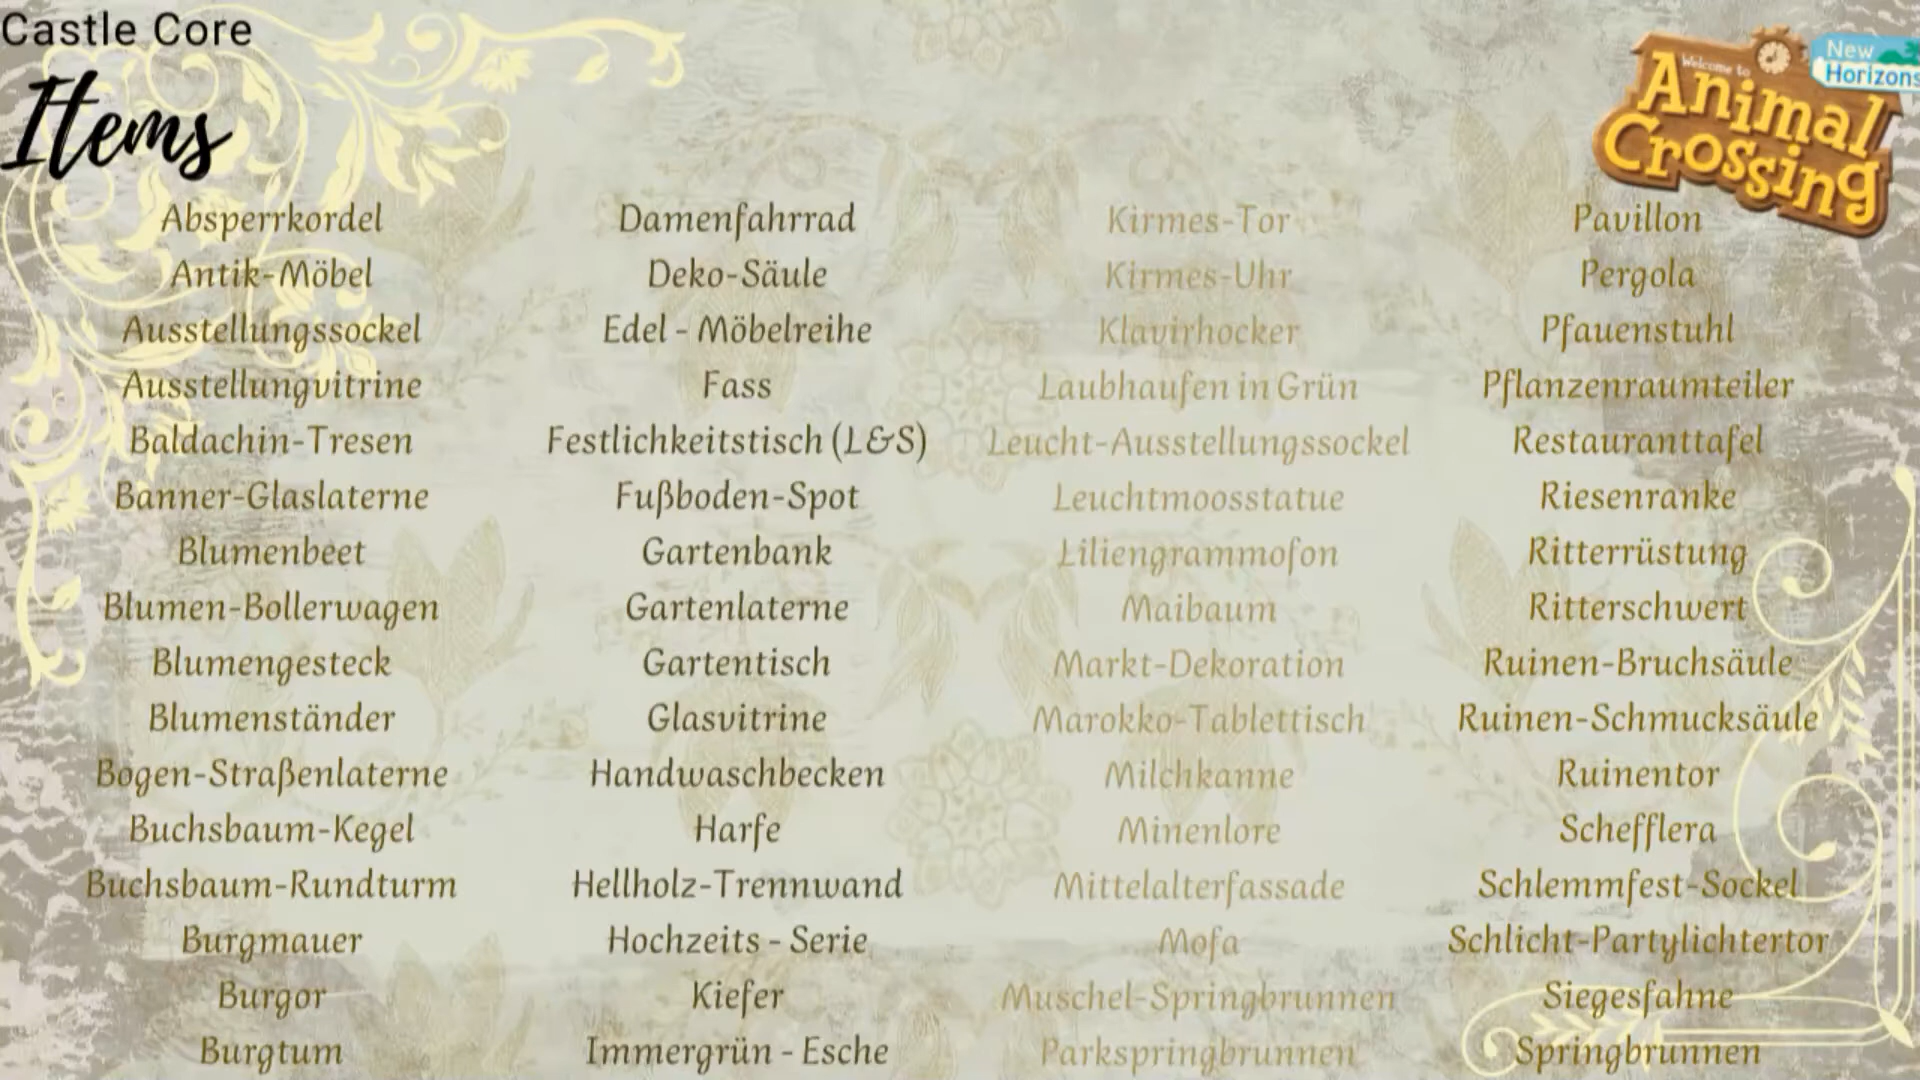 Castle Core
Items
Welcome to
Animal
Crossing
New
Horizons
Absperrkordel
Antik-Möbel
Ausstellungssockel
Ausstellungvitrine
Baldachin-Tresen
Banner-Glaslaterne
Blumenbeet
Blumen-Bollerwagen
Blumengesteck
Blumenständer
Bogen-Straßenlaterne
Buchsbaum-Kegel
Buchsbaum-Rundturm
Burgmauer
Burgor
Burgtum
Damenfahrrad
Deko-Säule
Edel - Möbelreihe
Fass
Festlichkeitstisch (L&S)
Fußboden-Spot
Gartenbank
Gartenlaterne
Gartentisch
Glasvitrine
Handwaschbecken
Harfe
Hellholz-Trennwand
Hochzeits - Serie
Kiefer
Immergrün - Esche
Kirmes-Tor
Kirmes-Uhr
Klavirhocker
Laubhaufen in Grün
Leucht-Ausstellungssockel
Leuchtmoosstatue
Liliengrammofon
Maibaum
Markt-Dekoration
Marokko-Tablettisch
Milchkanne
Minenlore
Mittelalterfassade
Mofa
Muschel-Springbrunnen
Parkspringbrunnen
Pavillon
Pergola
Pfauenstuhl
Pflanzenraumteiler
Restauranttafel
Riesenranke
Ritterrüstung
Ritterschwert
Ruinen-Bruchsäule
Ruinen-Schmucksäule
Ruinentor
Schefflera
Schlemmfest-Sockel
Schlicht-Partylichtertor
Siegesfahne
Springbrunnen